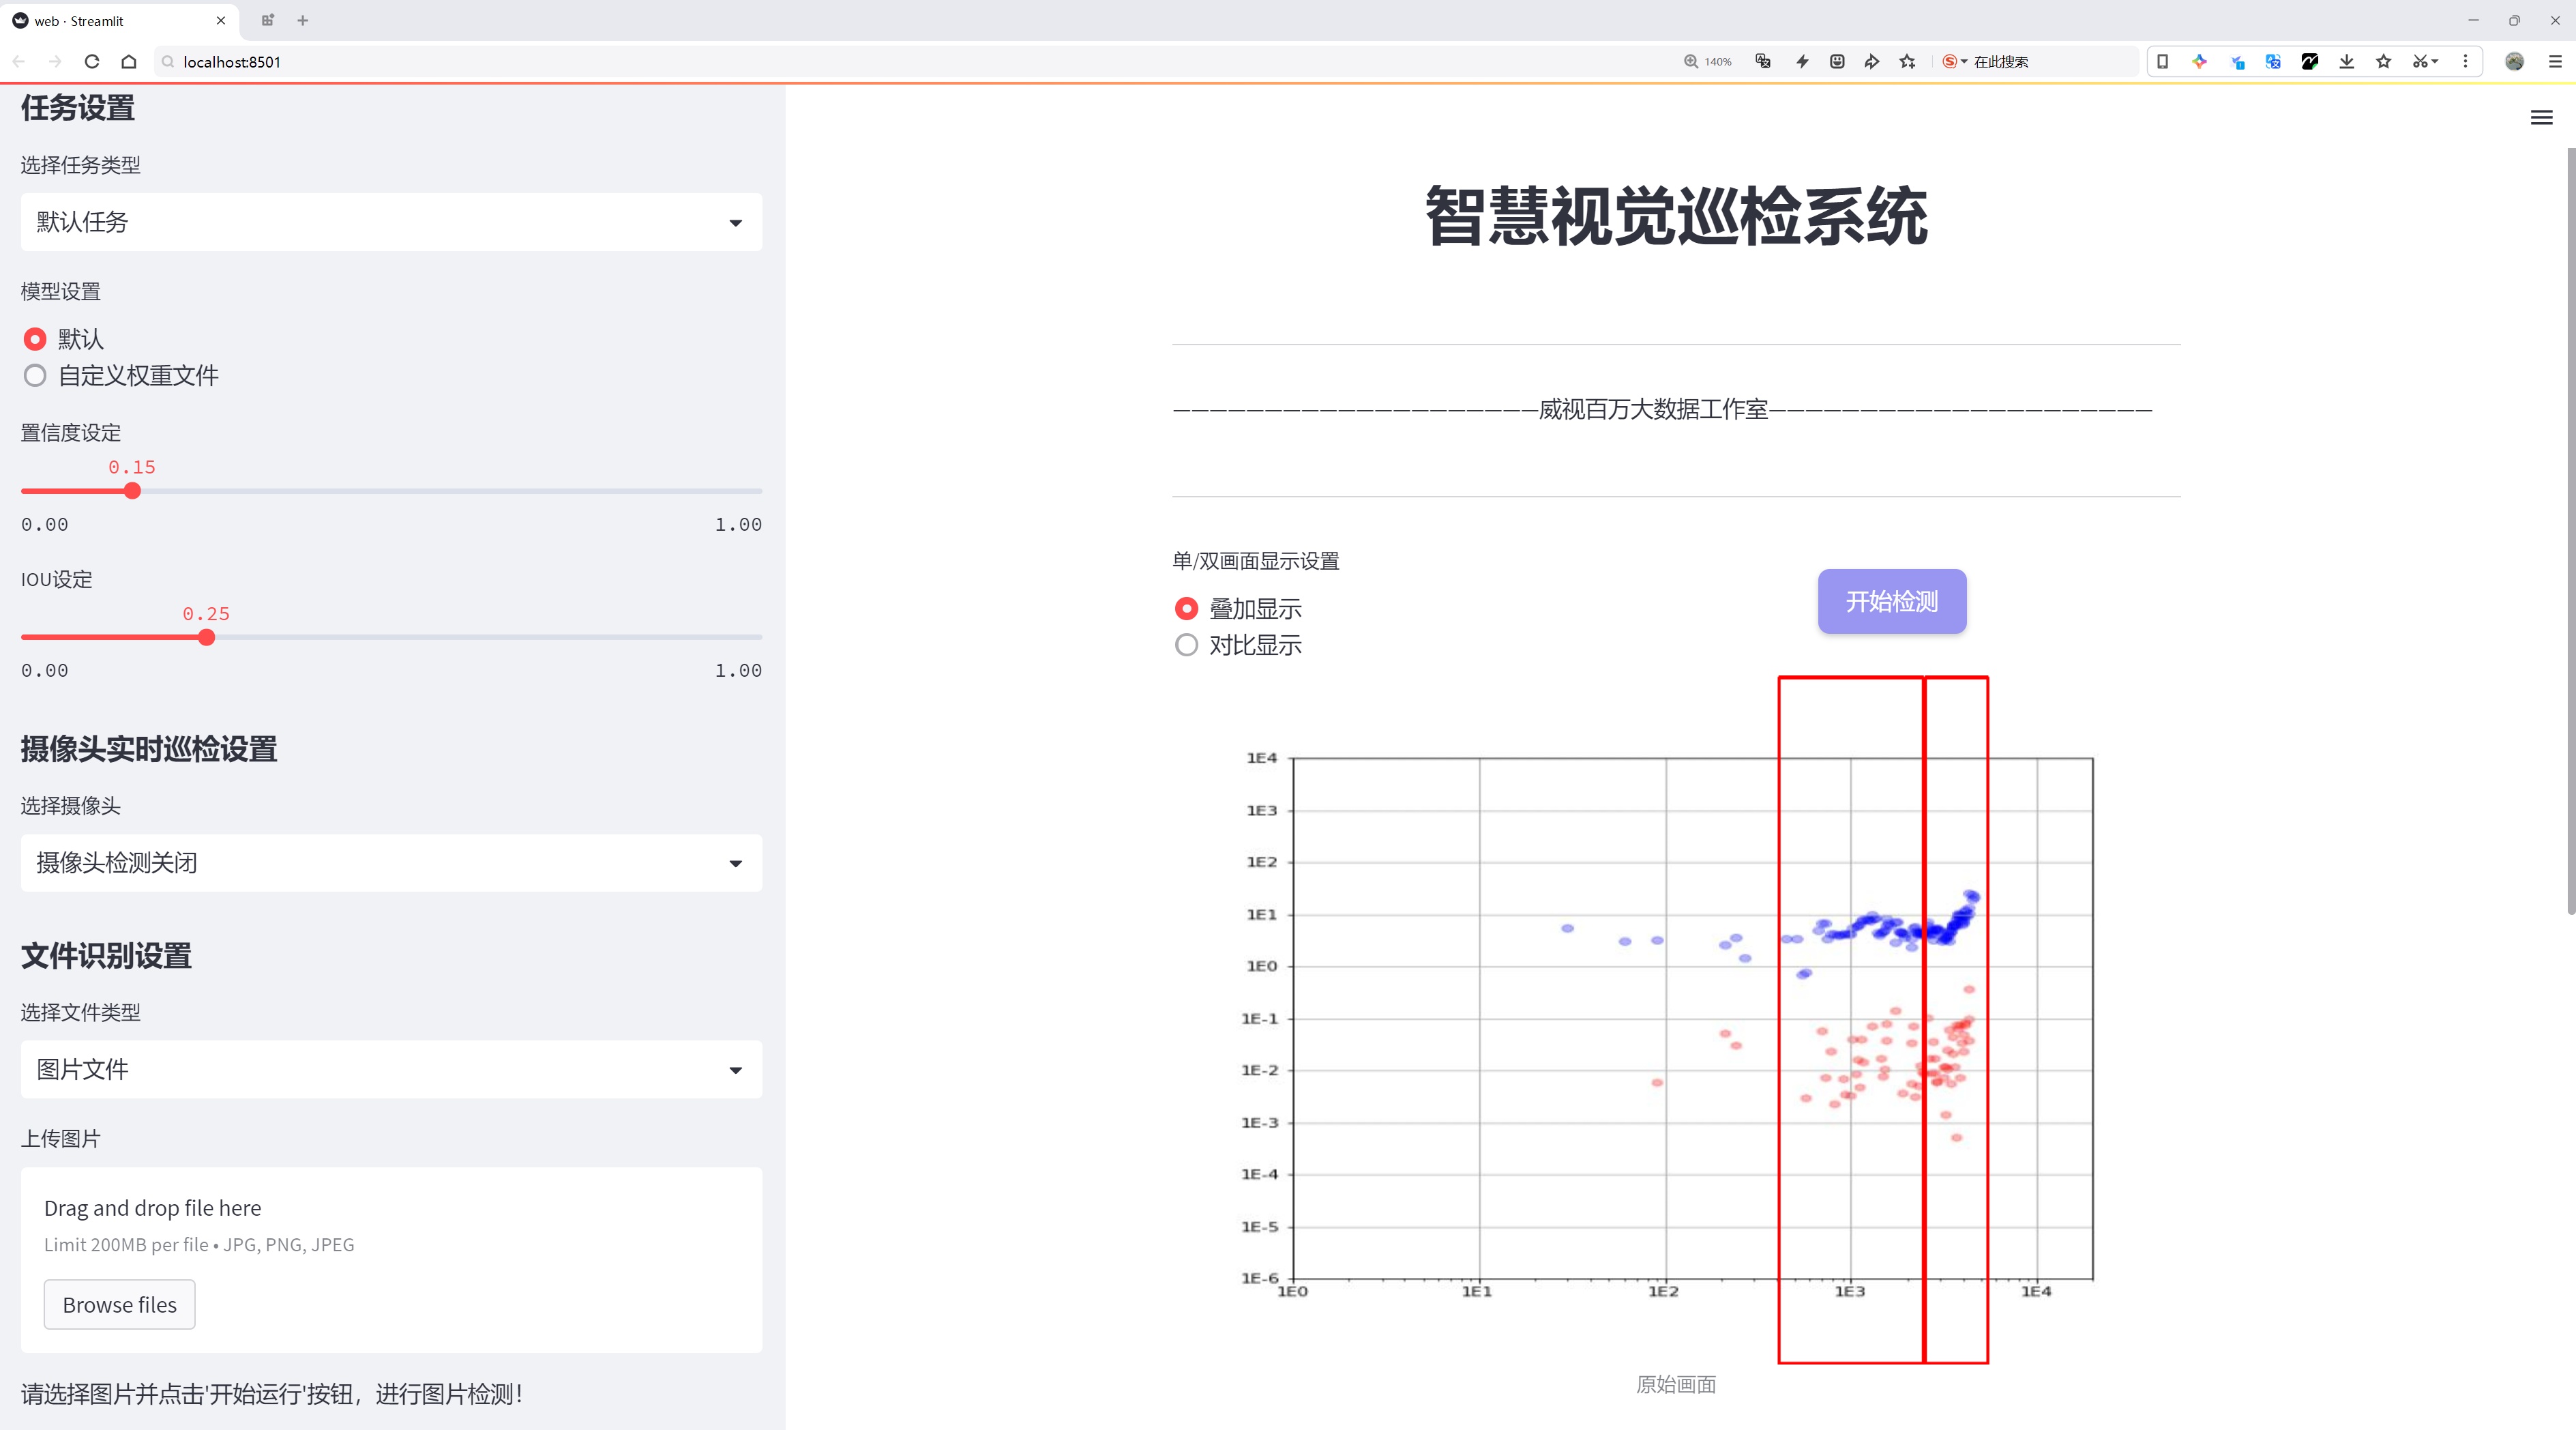 web · Streamlit
localhost:8501
140%
在此搜索
任务设置
选择任务类型
默认任务
模型设置
默认
自定义权重文件
置信度设定
0.15
0.00 1.00
IOU设定
0.25
0.00 1.00
摄像头实时巡检设置
选择摄像头
摄像头检测关闭
文件识别设置
选择文件类型
图片文件
上传图片
Drag and drop file here
Limit 200MB per file • JPG, PNG, JPEG
Browse files
请选择图片并点击'开始运行'按钮，进行图片检测！
智慧视觉巡检系统
————————————————————威视百万大数据工作室—————————————————————
单/双画面显示设置
叠加显示
对比显示
开始检测
1E4
1E3
1E2
1E1
1E0
1E-1
1E-2
1E-3
1E-4
1E-5
1E-6
1E0 1E1 1E2 1E3 1E4
原始画面